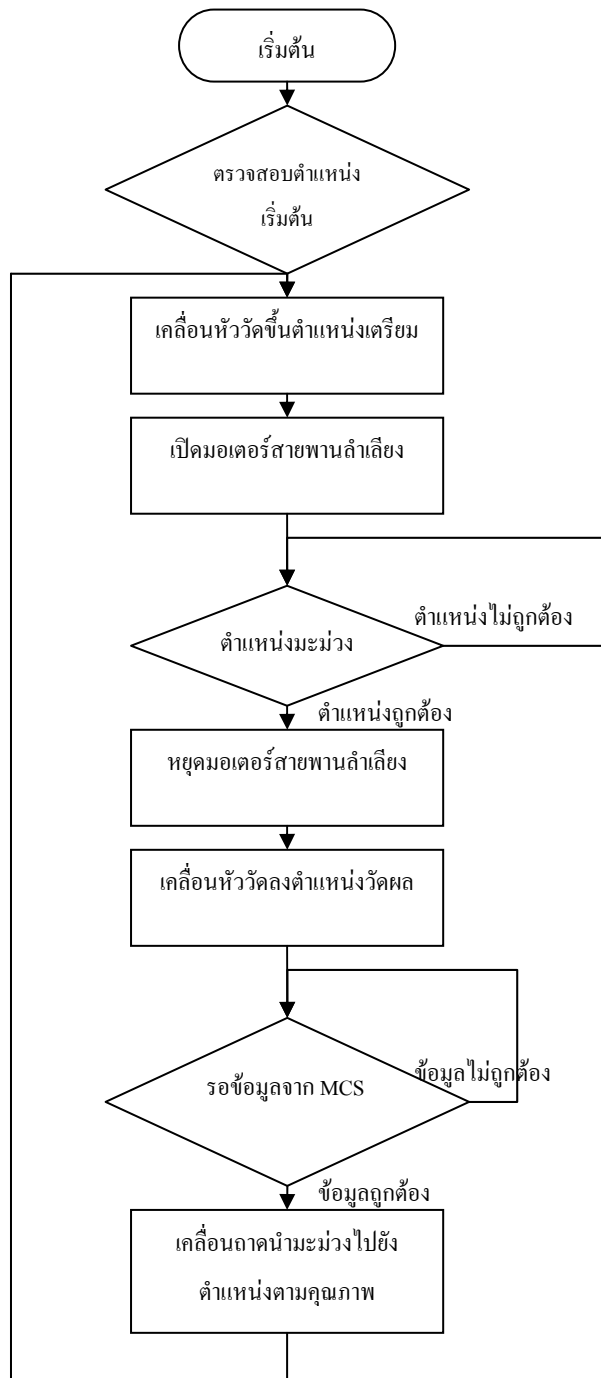 เริ่มต้น
ตรวจสอบตำแหน่ง
เริ่มต้น
เคลื่อนหัววัดขึ้นตำแหน่งเตรียม
เปิดมอเตอร์สายพานลำเลียง
ตำแหน่งมะม่วง
ตำแหน่งไม่ถูกต้อง
ตำแหน่งถูกต้อง
หยุดมอเตอร์สายพานลำเลียง
เคลื่อนหัววัดลงตำแหน่งวัดผล
รอข้อมูลจาก MCS
ข้อมูลไม่ถูกต้อง
ข้อมูลถูกต้อง
เคลื่อนถาดนำมะม่วงไปยัง
ตำแหน่งตามคุณภาพ